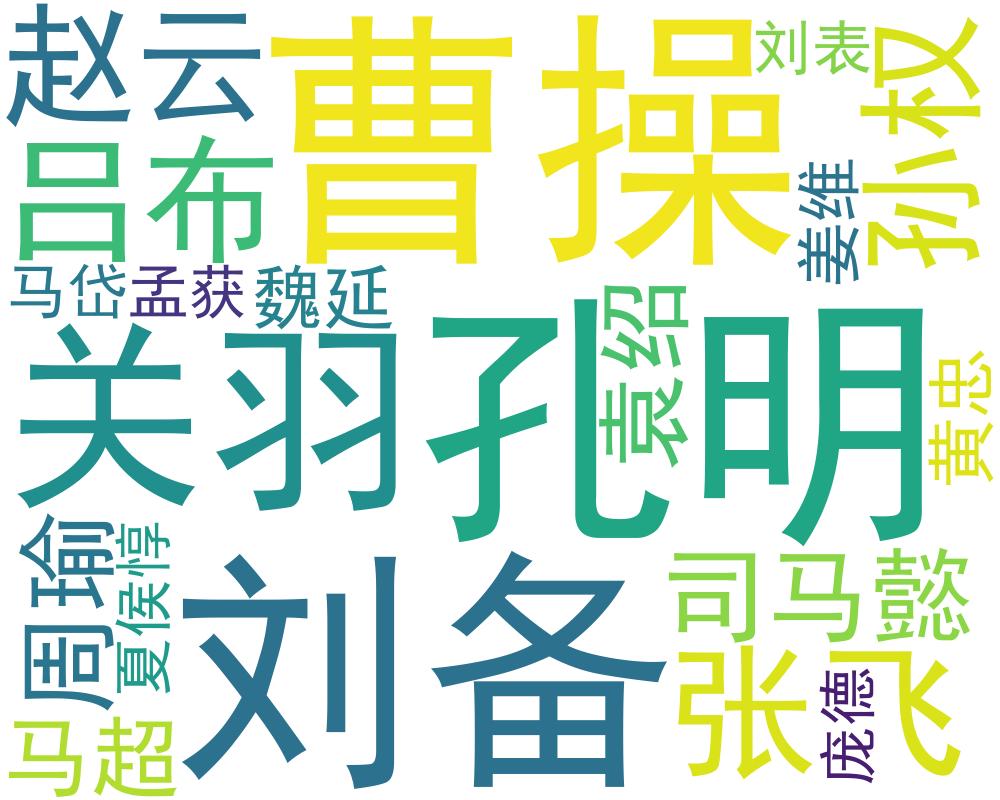 赵云
曹操
刘表
孙权
吕布
姜维
马岱
孟获
魏延
关羽
孔明
袁绍
黄忠
周瑜
夏侯惇
刘备
司马懿
张飞
庞德
马超